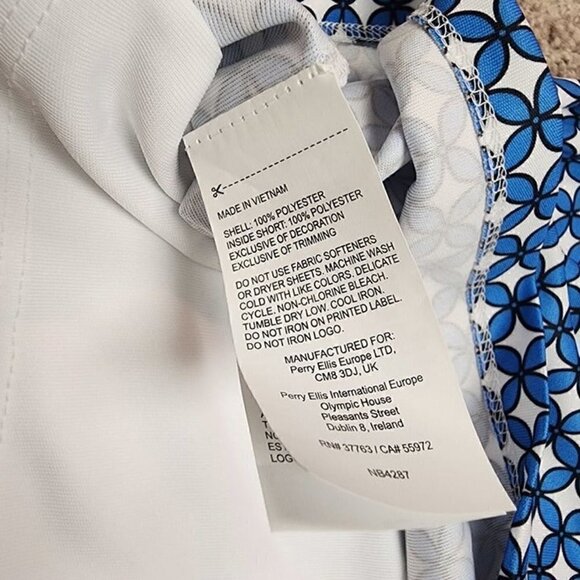 MADE IN VIETNAM
SHELL: 100% POLYESTER
INSIDE SHORT: 100% POLYESTER
EXCLUSIVE OF DECORATION
EXCLUSIVE OF TRIMMING
DO NOT USE FABRIC SOFTENERS
OR DRYER SHEETS. MACHINE WASH
COLD WITH LIKE COLORS. DELICATE
CYCLE. NON-CHLORINE BLEACH.
TUMBLE DRY LOW. COOL IRON.
DO NOT IRON ON PRINTED LABEL.
DO NOT IRON LOGO.
MANUFACTURED FOR:
Perry Ellis Europe LTD,
CM8 3DJ, UK
Perry Ellis International Europe
Olympic House
Pleasants Street
Dublin 8, Ireland
RN# 37763 / CA# 55972
NB4287